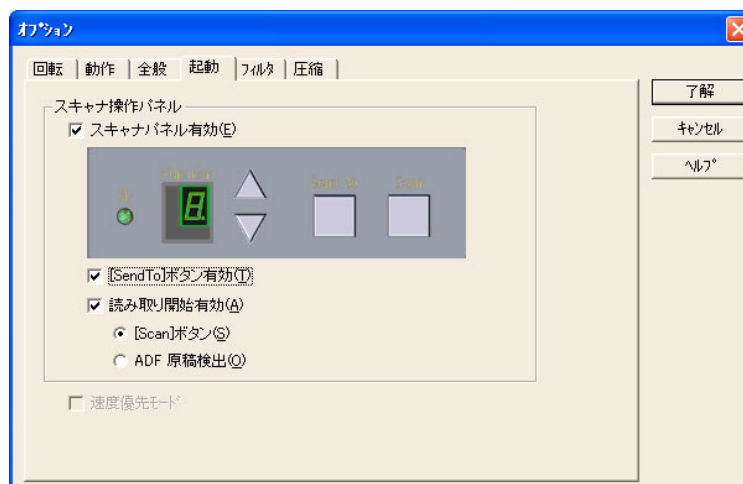 オプション
回転 動作 全般 起動 フィルタ 圧縮
了解
キャンセル
ヘルプ
スキャナ操作パネル
スキャナパネル有効(E)
Function
Send to Scan
8.
[SendTo]ボタン有効(T)
読み取り開始有効(A)
[Scan]ボタン(S)
ADF 原稿検出(O)
速度優先モード